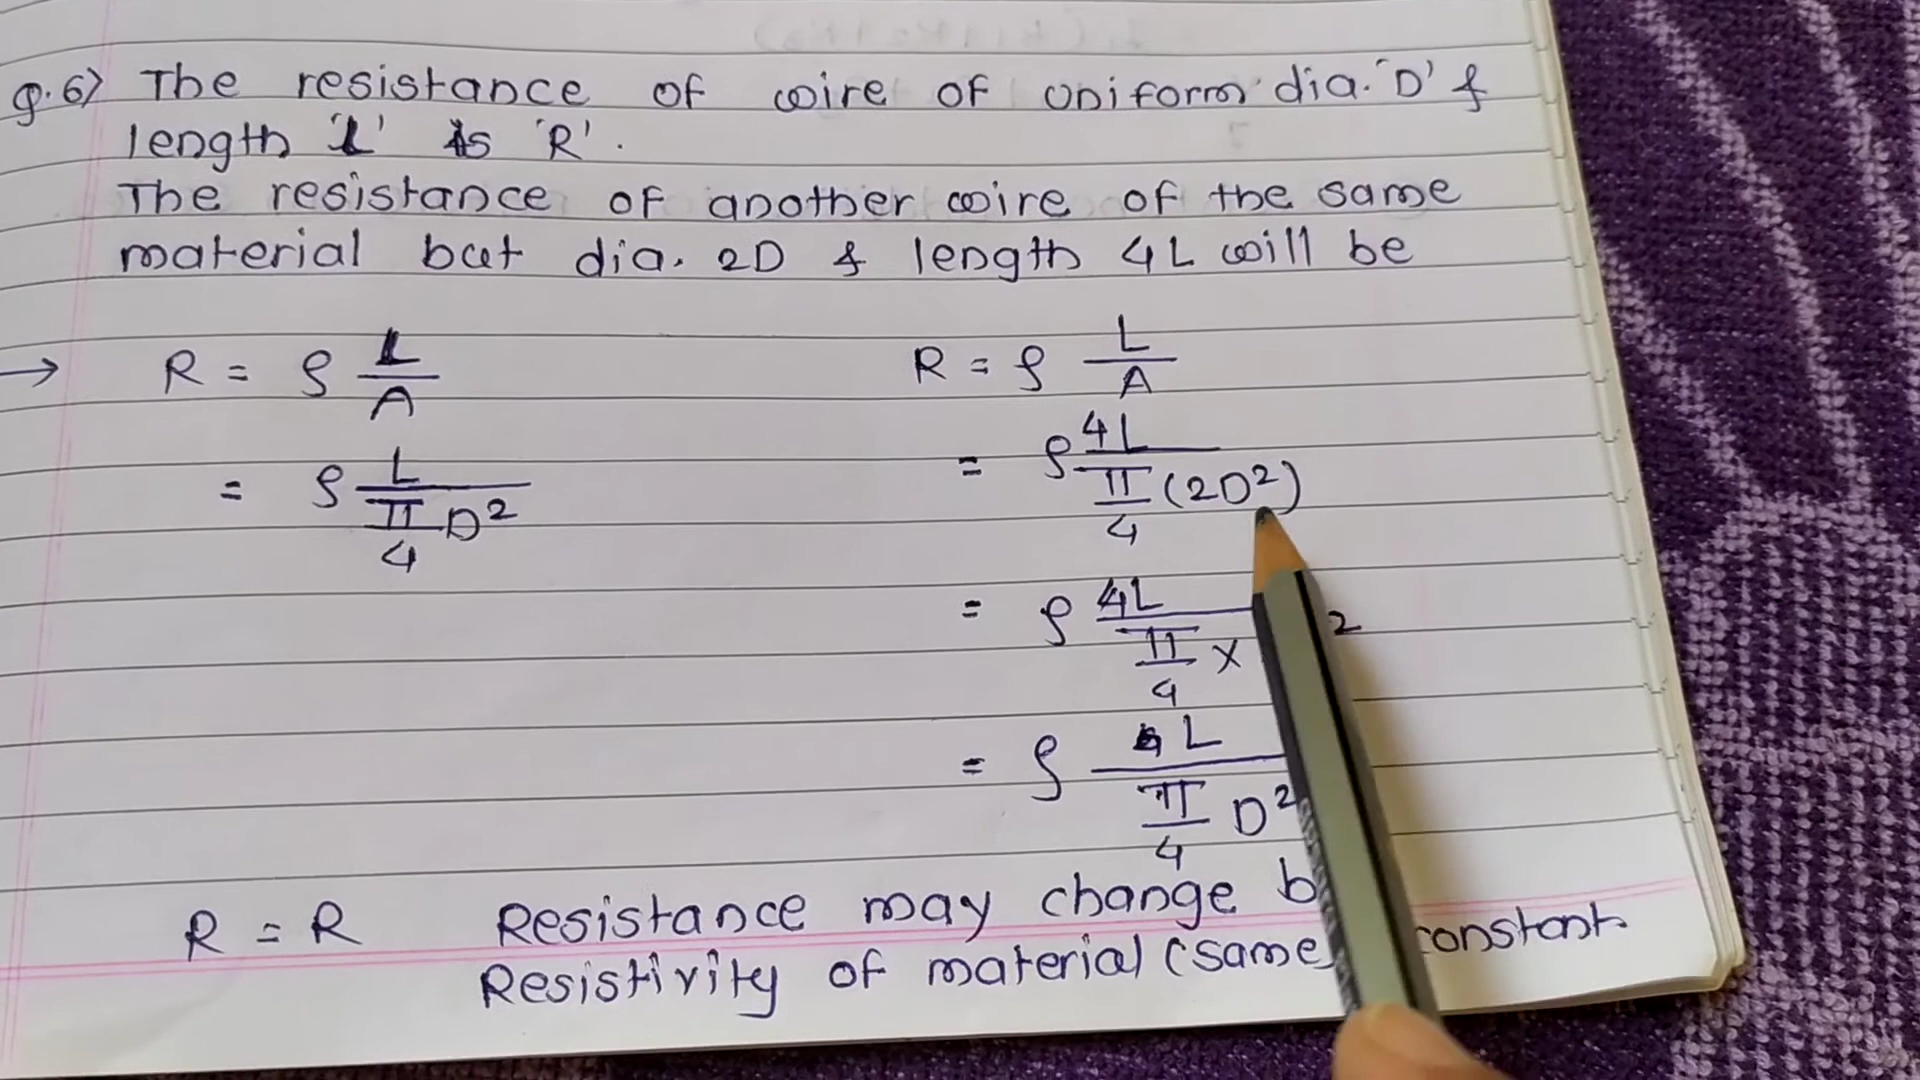 Q.6) The resistance of wire of uniform dia. 'D' &
length 'L' is 'R'.
The resistance of another wire of the same
material but dia. 2D & length 4L will be
→ R = ρ L/A
= ρ L/(π/4 D²)
R = ρ L/A
= ρ 4L/(π/4 (2D²))
= ρ 4L/(π/4 × ²
= ρ L/(π/4 D²)
R = R Resistance may change
Resistivity of material (same) constant.